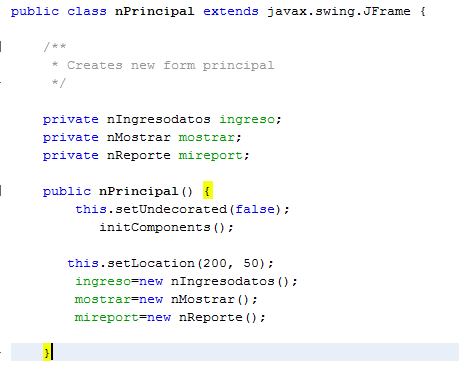 public class nPrincipal extends javax.swing.JFrame {
/**
* Creates new form principal
*/
private nIngresodatos ingreso;
private nMostrar mostrar;
private nReporte mireport;
public nPrincipal() {
this.setUndecorated(false);
initComponents();
this.setLocation(200, 50);
ingreso=new nIngresodatos();
mostrar=new nMostrar();
mireport=new nReporte();
}